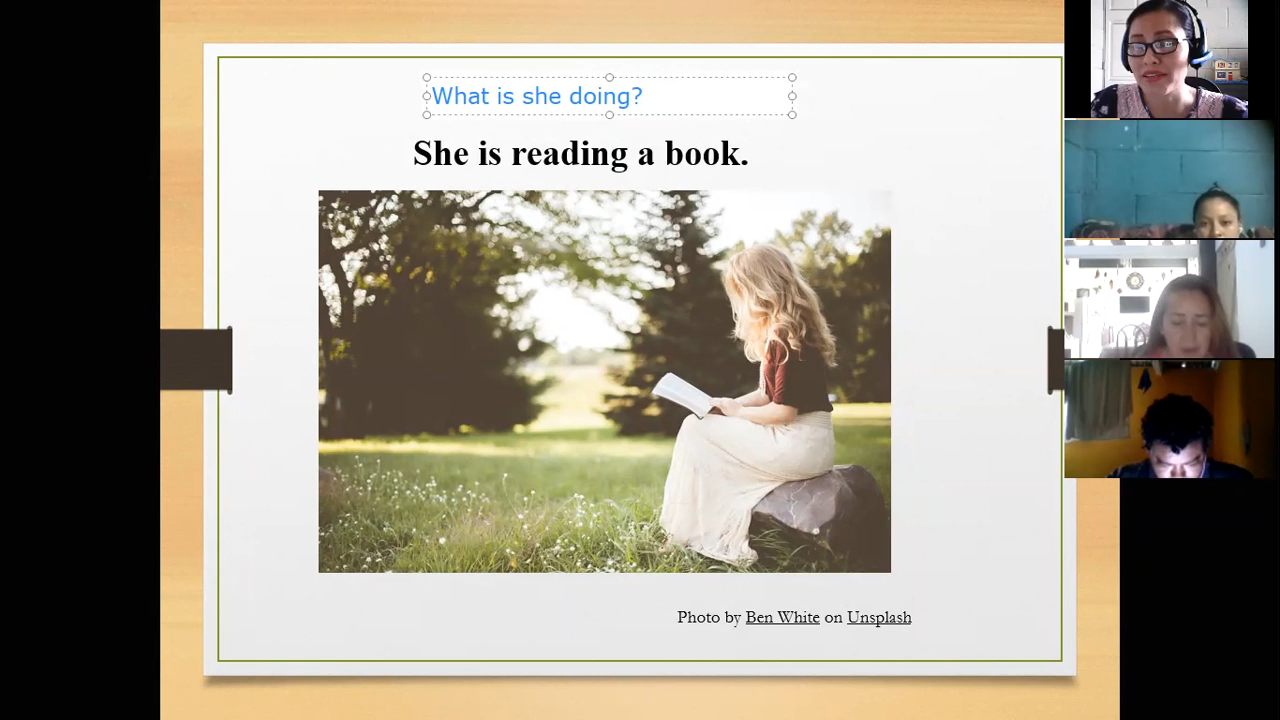 What is she doing?
She is reading a book.
Photo by Ben White on Unsplash